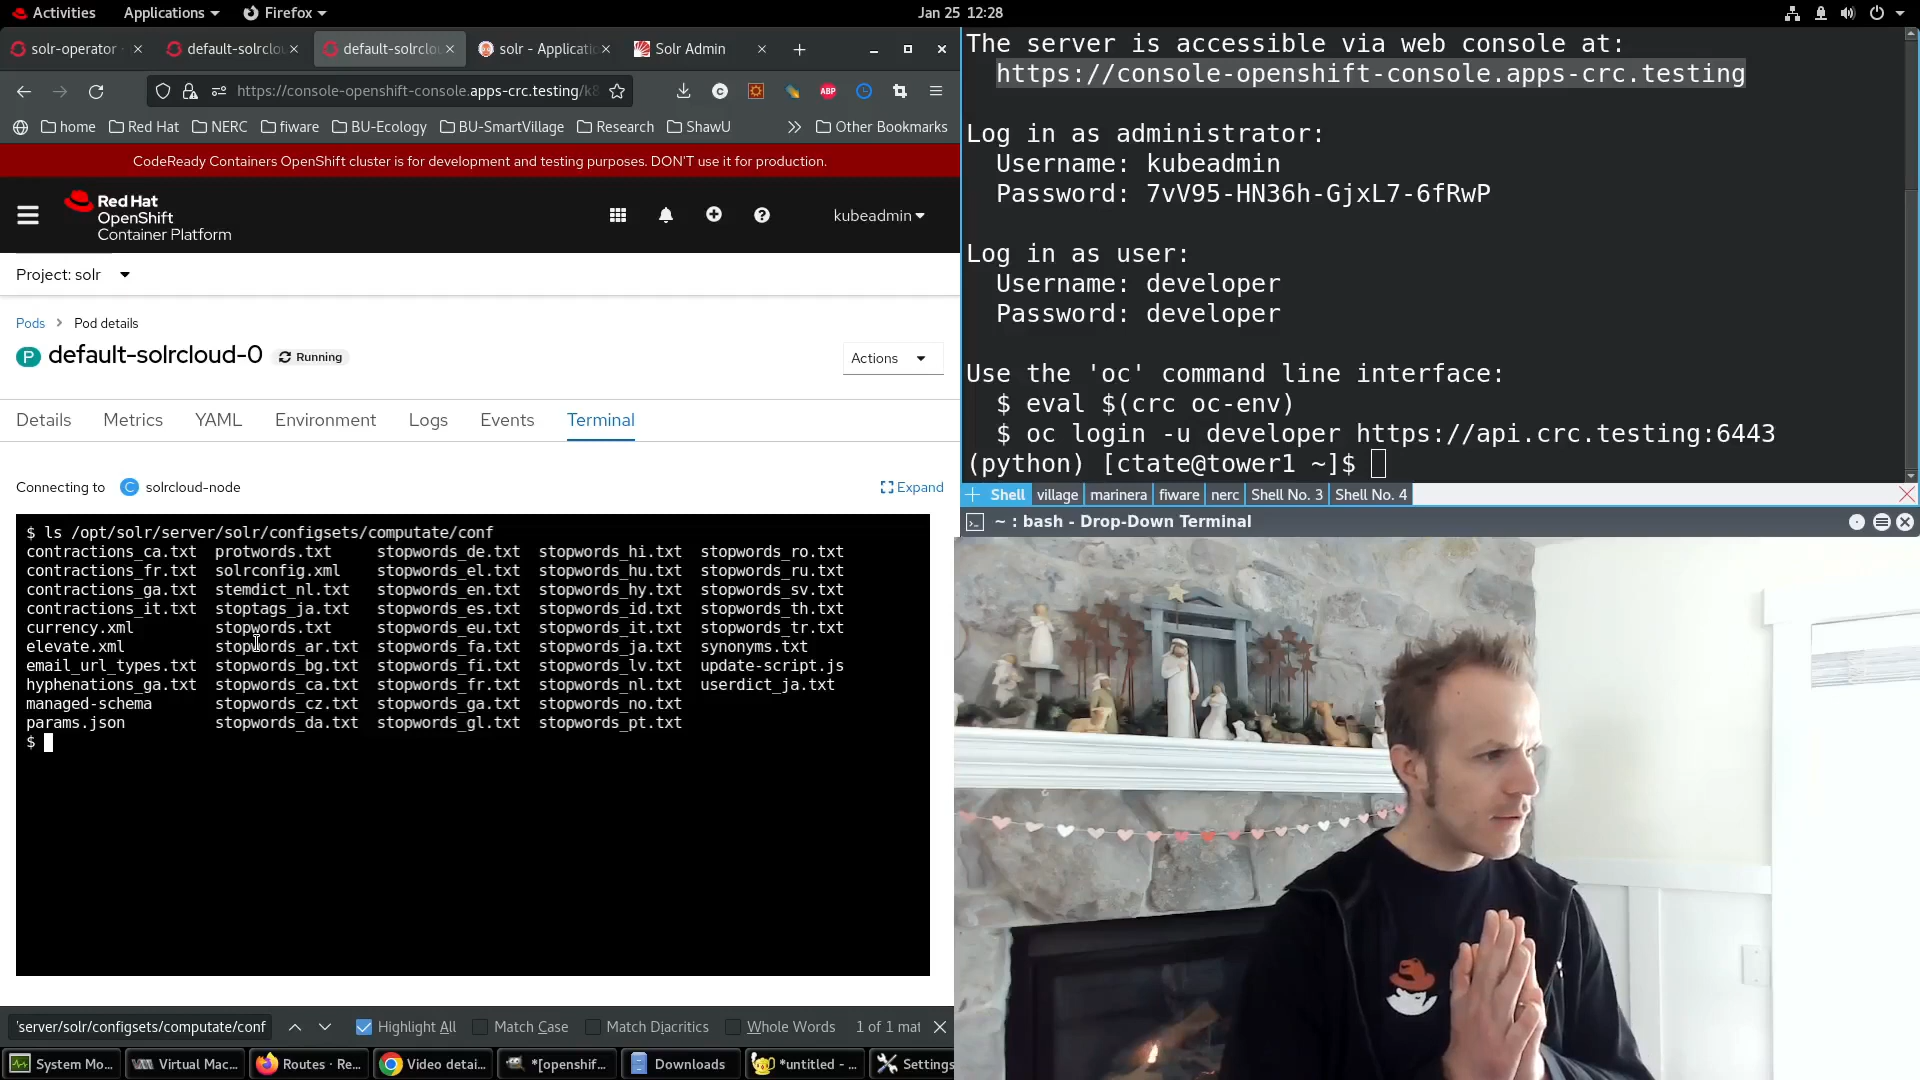 Activities Applications Firefox Jan 25 12:28
solr-operator default-solrclo default-solrclo solr - Applicatio Solr Admin
https://console-openshift-console.apps-crc.testing/k8
home Red Hat NERC fiware BU-Ecology BU-SmartVillage Research ShawU Other Bookmarks
CodeReady Containers OpenShift cluster is for development and testing purposes. DON'T use it for production.
Red Hat
OpenShift
Container Platform
kubeadmin
Project: solr
Pods > Pod details
P default-solrcloud-0 Running
Actions
Details Metrics YAML Environment Logs Events Terminal
Connecting to C solrcloud-node Expand
$ ls /opt/solr/server/solr/configsets/computate/conf
contractions_ca.txt protwords.txt stopwords_de.txt stopwords_hi.txt stopwords_ro.txt
contractions_fr.txt solrconfig.xml stopwords_el.txt stopwords_hu.txt stopwords_ru.txt
contractions_ga.txt stemdict_nl.txt stopwords_en.txt stopwords_hy.txt stopwords_sv.txt
contractions_it.txt stoptags_ja.txt stopwords_es.txt stopwords_id.txt stopwords_th.txt
currency.xml stopwords.txt stopwords_eu.txt stopwords_it.txt stopwords_tr.txt
elevate.xml stopwords_ar.txt stopwords_fa.txt stopwords_ja.txt synonyms.txt
email_url_types.txt stopwords_bg.txt stopwords_fi.txt stopwords_lv.txt update-script.js
hyphenations_ga.txt stopwords_ca.txt stopwords_fr.txt stopwords_nl.txt userdict_ja.txt
managed-schema stopwords_cz.txt stopwords_ga.txt stopwords_no.txt
params.json stopwords_da.txt stopwords_gl.txt stopwords_pt.txt
$
'server/solr/configsets/computate/conf Highlight All Match Case Match Diacritics Whole Words 1 of 1 mat
System Mo... Virtual Mac... Routes · Re... Video detai... *[openshif... Downloads *untitled - ... Settings
The server is accessible via web console at:
https://console-openshift-console.apps-crc.testing
Log in as administrator:
Username: kubeadmin
Password: 7vV95-HN36h-GjxL7-6fRwP
Log in as user:
Username: developer
Password: developer
Use the 'oc' command line interface:
$ eval $(crc oc-env)
$ oc login -u developer https://api.crc.testing:6443
(python) [ctate@tower1 ~]$
Shell village marinera fiware nerc Shell No. 3 Shell No. 4
~ : bash - Drop-Down Terminal